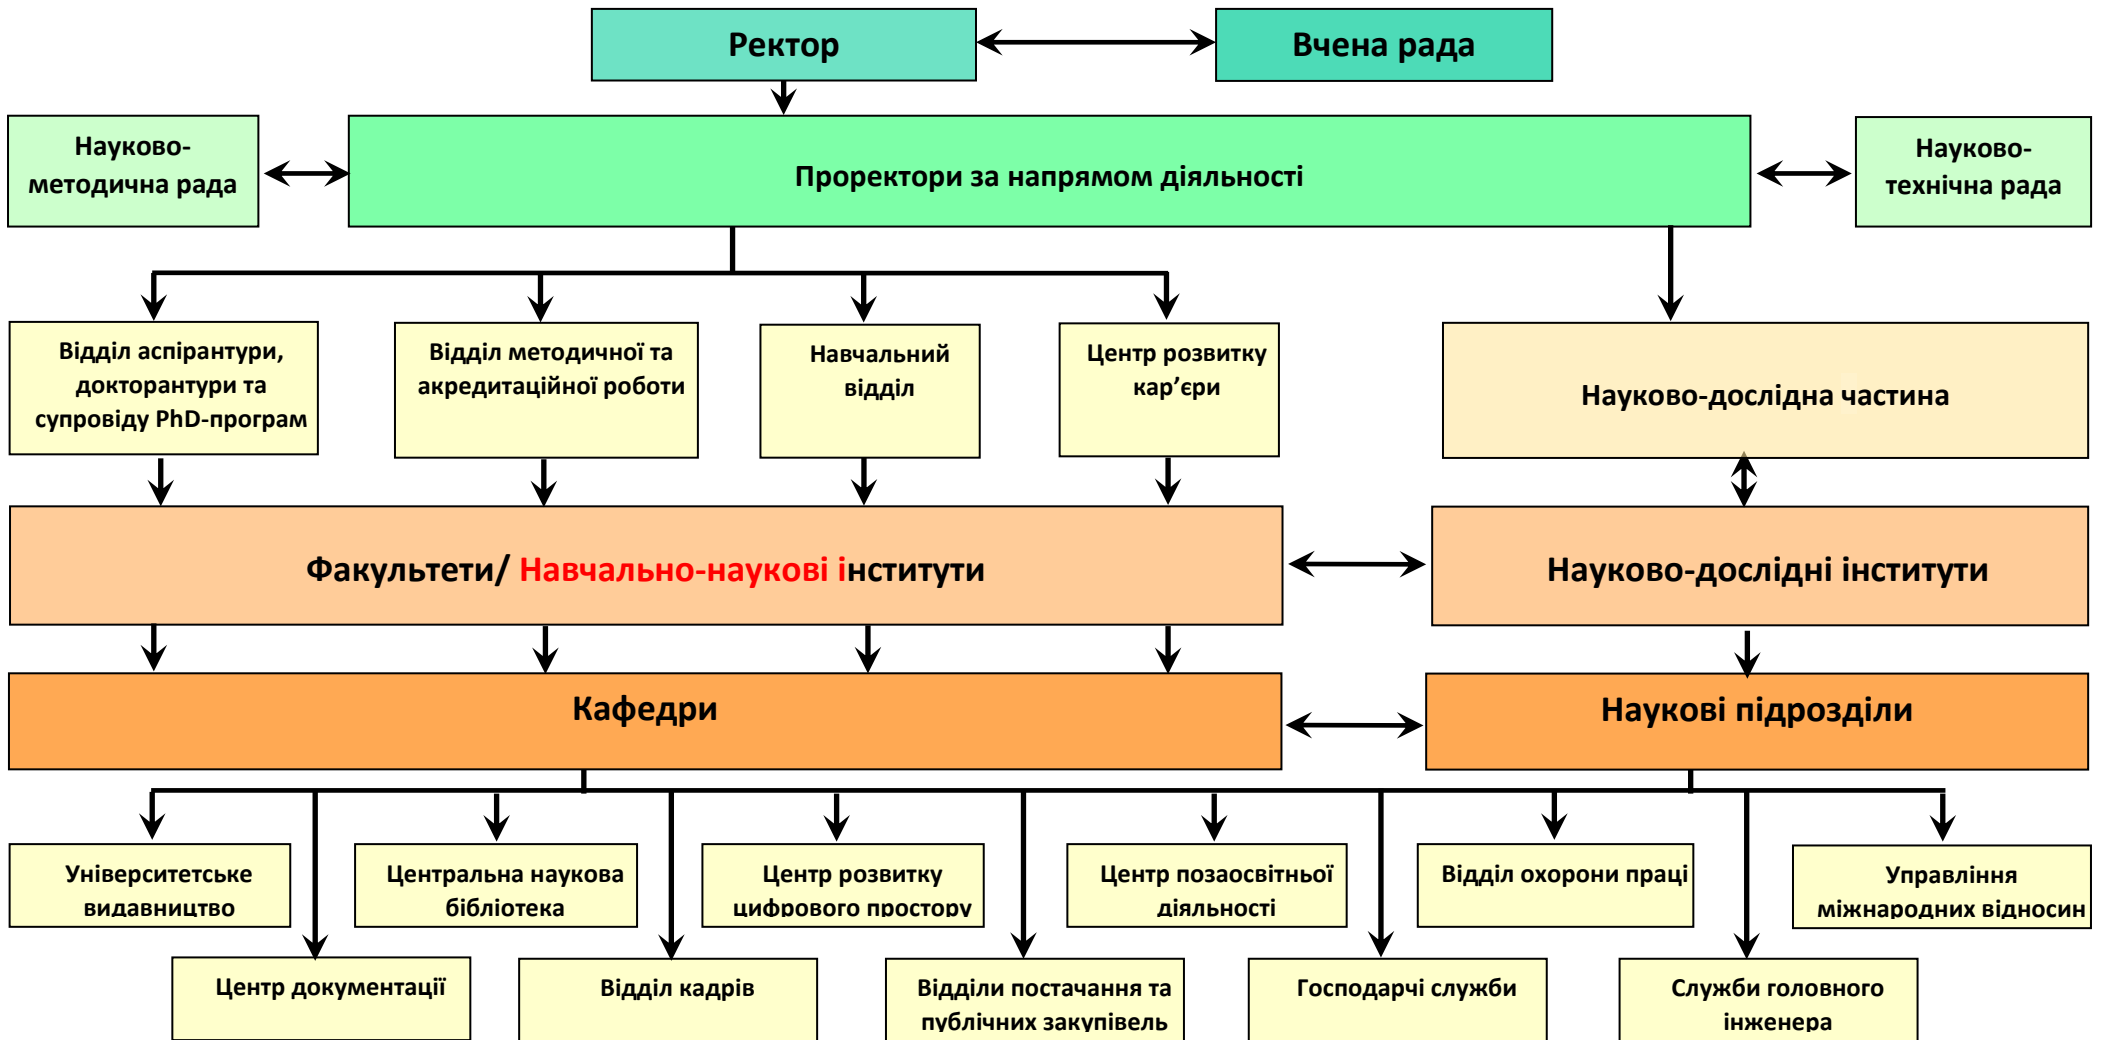 Ректор
Вчена рада
Науково-
методична рада
Проректори за напрямом діяльності
Науково-
технічна рада
Відділ аспірантури,
докторантури та
супровіду PhD-програм
Відділ методичної та
акредитаційної роботи
Навчальний
відділ
Центр розвитку
кар’єри
Науково-дослідна частина
Факультети/ Навчально-наукові інститути
Науково-дослідні інститути
Кафедри
Наукові підрозділи
Університетське
видавництво
Центральна наукова
бібліотека
Центр розвитку
цифрового простору
Центр позаосвітньої
діяльності
Відділ охорони праці
Управління
міжнародних відносин
Центр документації
Відділ кадрів
Відділи постачання та
публічних закупівель
Господарчі служби
Служби головного
інженера